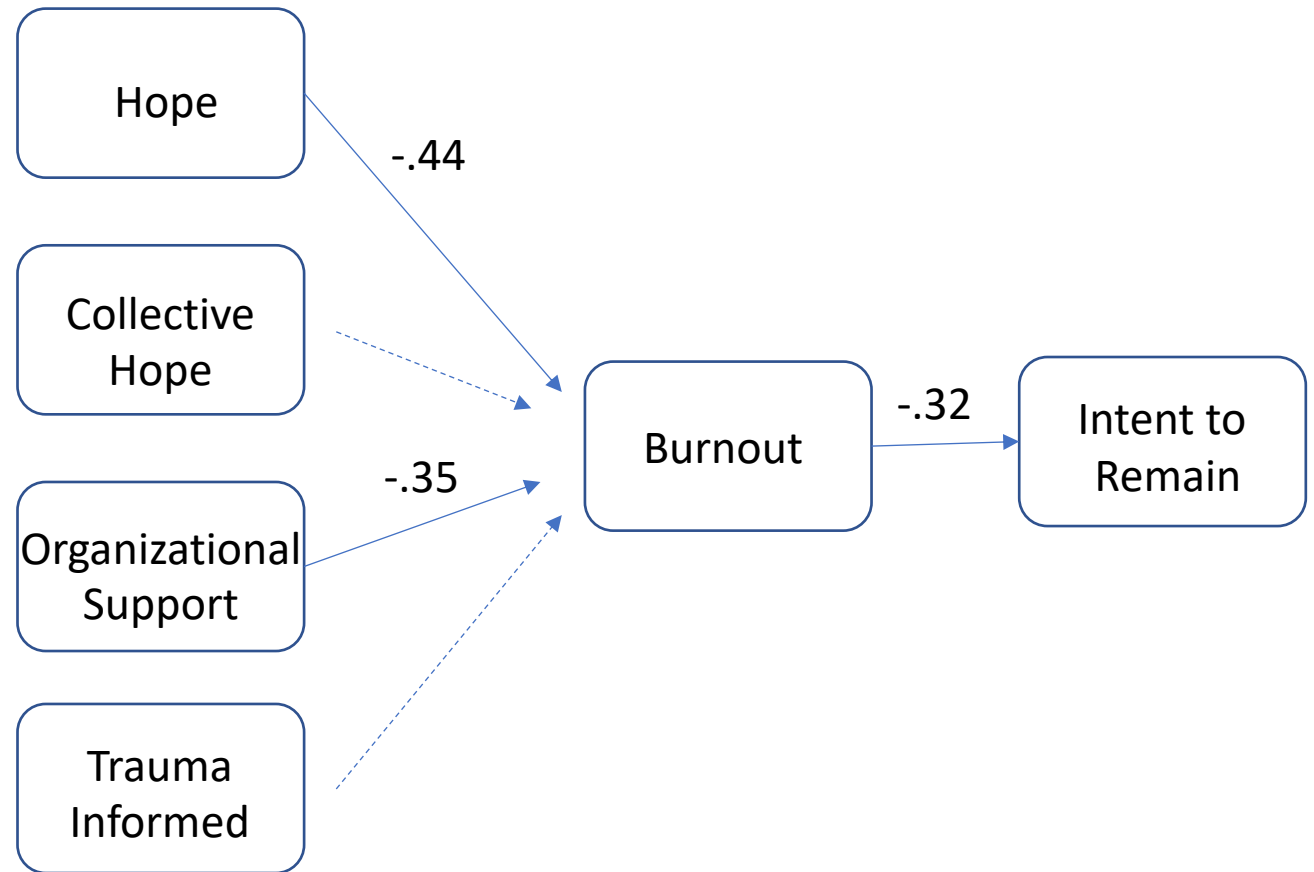 Hope
-.44
Collective
Hope
-.35
Organizational
Support
Trauma
Informed
Burnout
-.32
Intent to
Remain